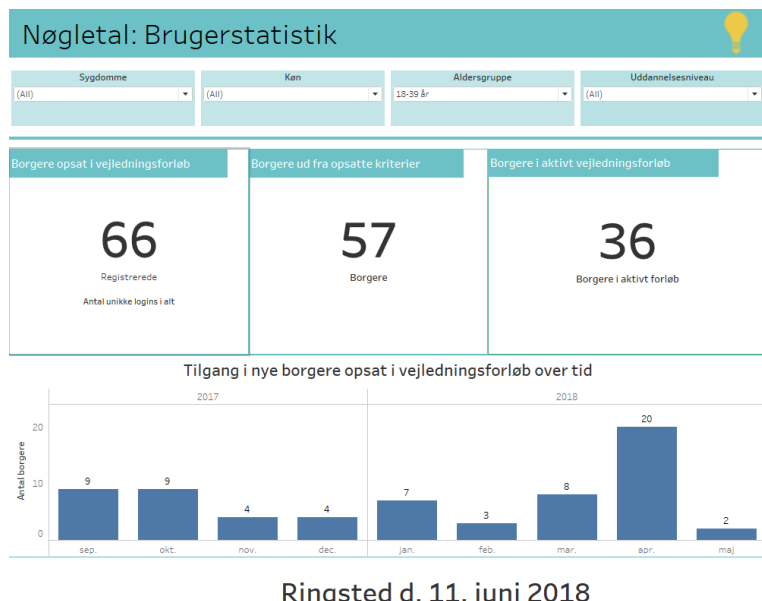 Nøgletal: Brugerstatistik
Sygdomme
Køn
Aldersgruppe
Uddannelsesniveau
(All)
(All)
18-39 år
(All)
Borgere opsat i vejledningsforløb
Borgere ud fra opsatte kriterier
Borgere i aktivt vejledningsforløb
66
57
36
Registrerede
Borgere
Borgere i aktivt forløb
Antal unikke logins i alt
Tilgang i nye borgere opsat i vejledningsforløb over tid
2017
2018
Antal borgere
20
10
0
9
9
4
4
7
3
8
20
2
sep.
okt.
nov.
dec.
jan.
feb.
mar.
apr.
maj
Ringsted d. 11. juni 2018